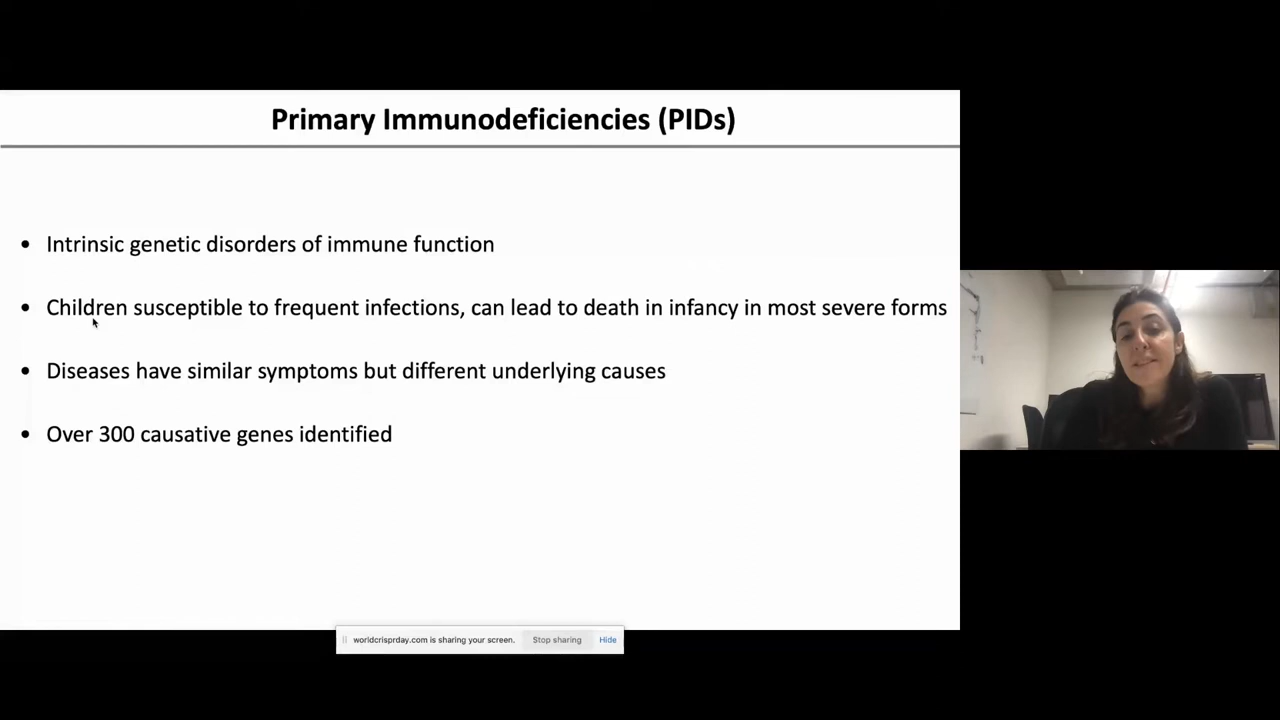 Primary Immunodeficiencies (PIDs)
• Intrinsic genetic disorders of immune function
• Children susceptible to frequent infections, can lead to death in infancy in most severe forms
• Diseases have similar symptoms but different underlying causes
• Over 300 causative genes identified
worldcrisprday.com is sharing your screen. Stop sharing Hide